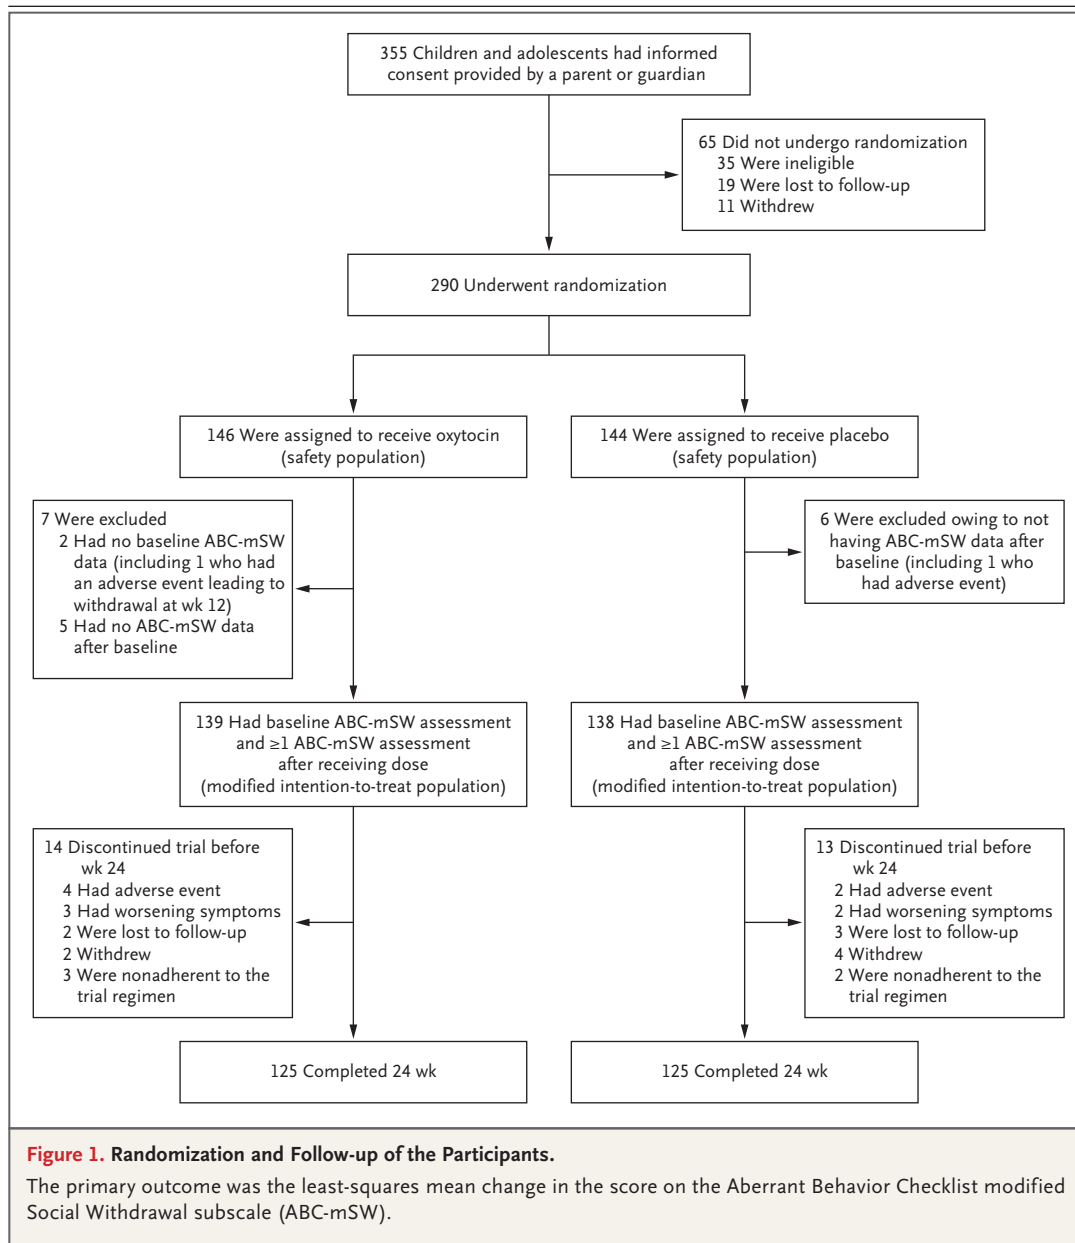 355 Children and adolescents had informed
consent provided by a parent or guardian
65 Did not undergo randomization
35 Were ineligible
19 Were lost to follow-up
11 Withdrew
290 Underwent randomization
146 Were assigned to receive oxytocin
(safety population)
144 Were assigned to receive placebo
(safety population)
7 Were excluded
2 Had no baseline ABC-mSW
data (including 1 who had
an adverse event leading to
withdrawal at wk 12)
5 Had no ABC-mSW data
after baseline
6 Were excluded owing to not
having ABC-mSW data after
baseline (including 1 who
had adverse event)
139 Had baseline ABC-mSW assessment
and ≥1 ABC-mSW assessment
after receiving dose
(modified intention-to-treat population)
138 Had baseline ABC-mSW assessment
and ≥1 ABC-mSW assessment
after receiving dose
(modified intention-to-treat population)
14 Discontinued trial before
wk 24
4 Had adverse event
3 Had worsening symptoms
2 Were lost to follow-up
2 Withdrew
3 Were nonadherent to the
trial regimen
13 Discontinued trial before
wk 24
2 Had adverse event
2 Had worsening symptoms
3 Were lost to follow-up
4 Withdrew
2 Were nonadherent to the
trial regimen
125 Completed 24 wk
125 Completed 24 wk
Figure 1. Randomization and Follow-up of the Participants.
The primary outcome was the least-squares mean change in the score on the Aberrant Behavior Checklist modified
Social Withdrawal subscale (ABC-mSW).